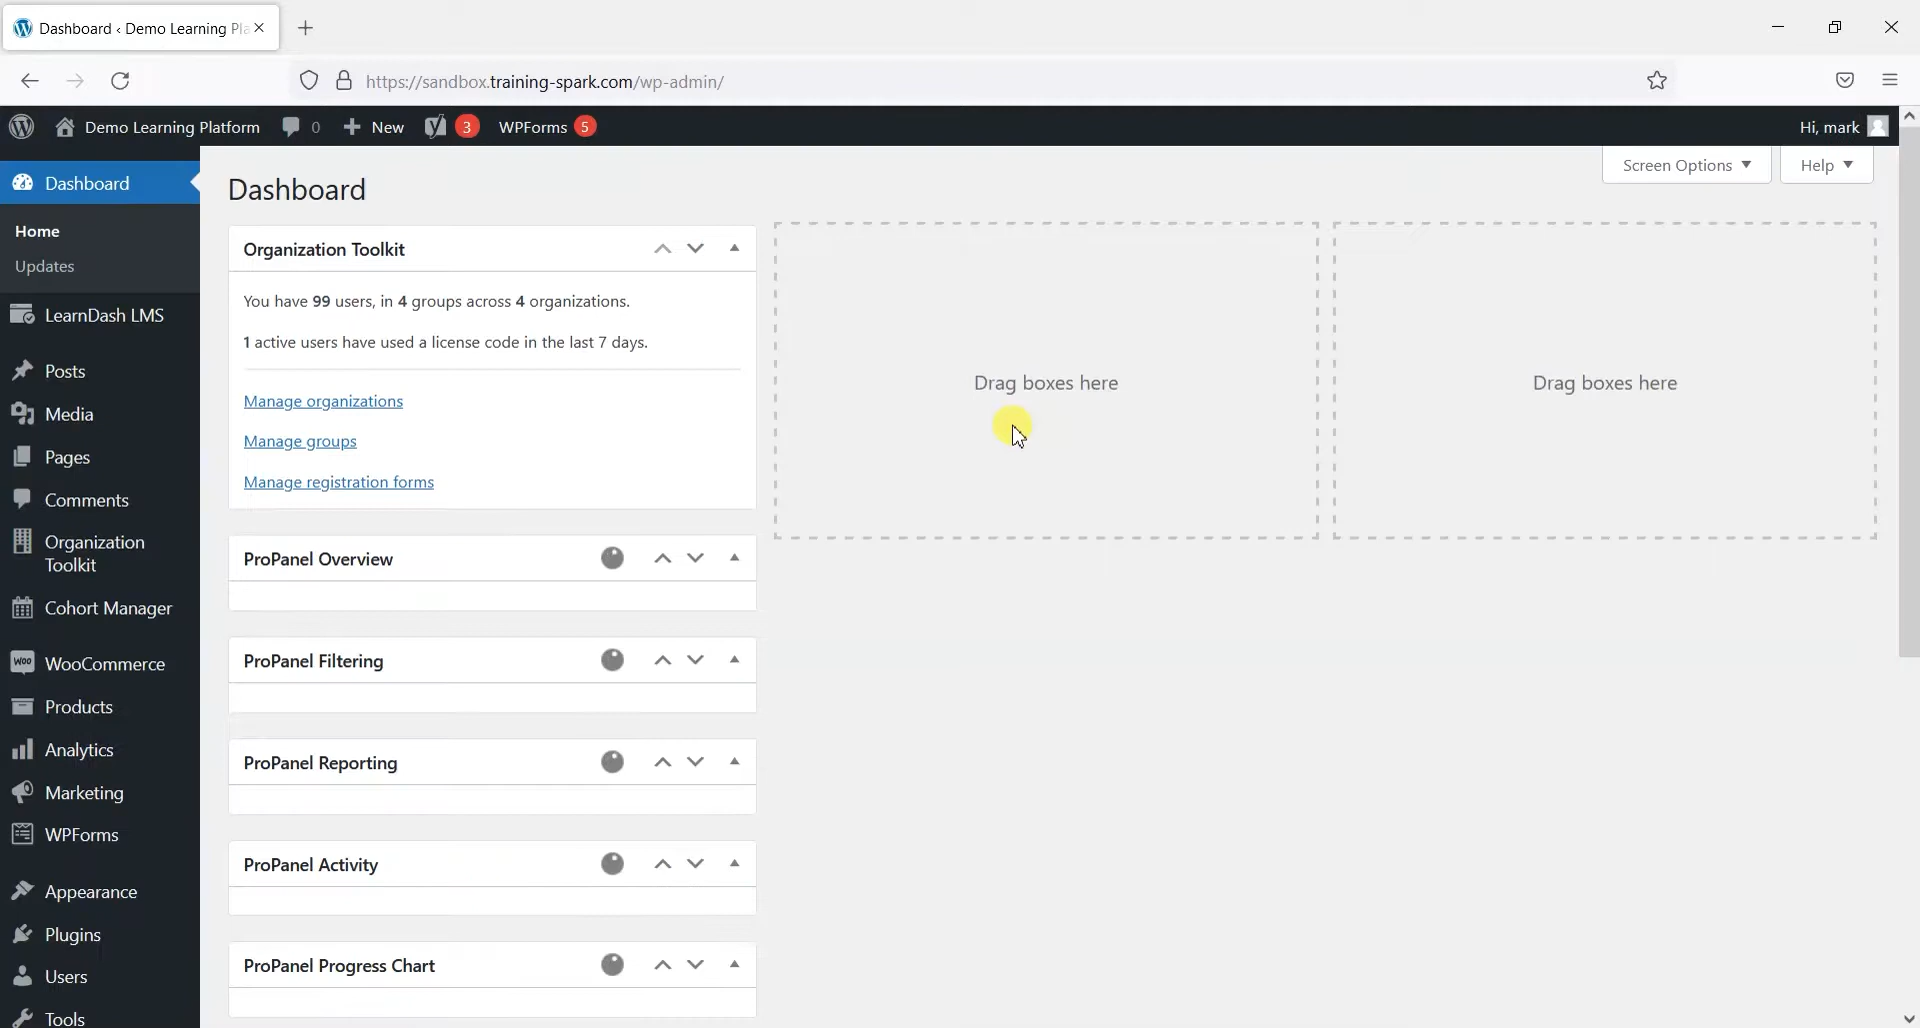 Dashboard ‹ Demo Learning Pla
https://sandbox.training-spark.com/wp-admin/
Demo Learning Platform
0
New
3
WPForms
5
Hi, mark
Dashboard
Home
Updates
LearnDash LMS
Posts
Media
Pages
Comments
Organization
Toolkit
Cohort Manager
WooCommerce
Products
Analytics
Marketing
WPForms
Appearance
Plugins
Users
Tools
Screen Options
Help
Dashboard
Organization Toolkit
You have 99 users, in 4 groups across 4 organizations.
1 active users have used a license code in the last 7 days.
Manage organizations
Manage groups
Manage registration forms
ProPanel Overview
ProPanel Filtering
ProPanel Reporting
ProPanel Activity
ProPanel Progress Chart
Drag boxes here
Drag boxes here